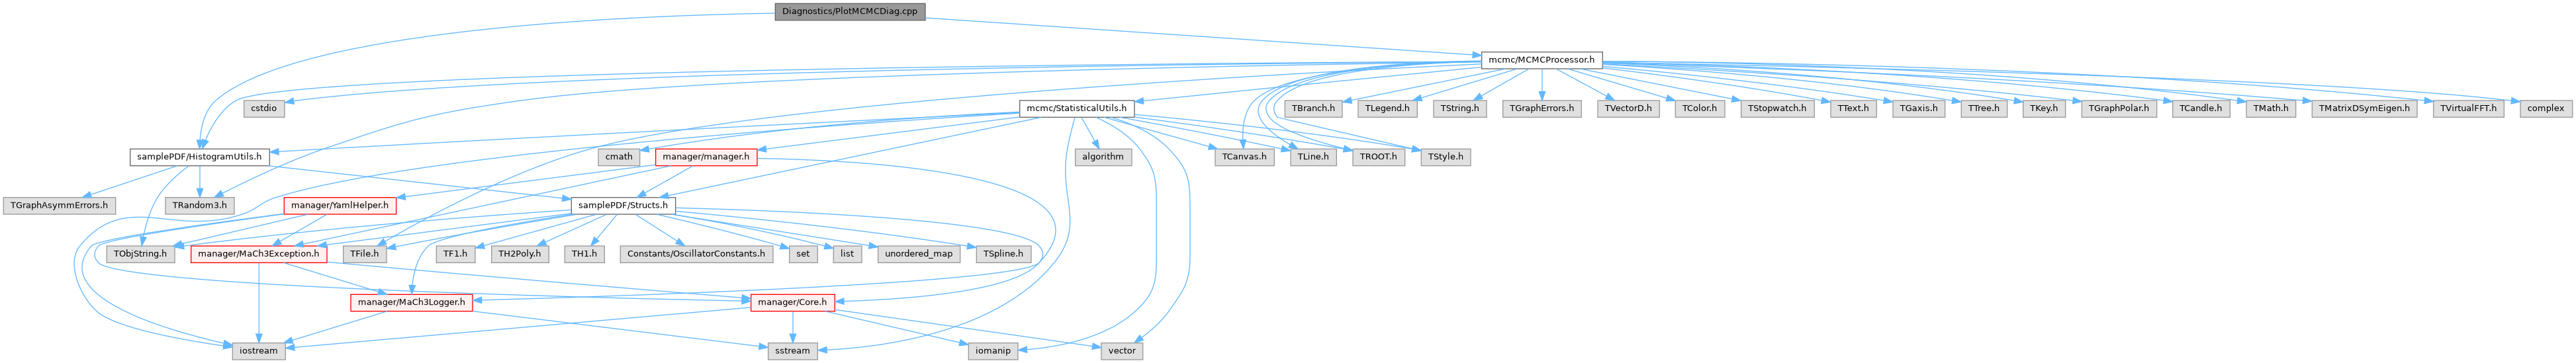 Diagnostics/PlotMCMCDiag.cpp
mcmc/MCMCProcessor.h
cstdio
mcmc/StatisticalUtils.h
TBranch.h
TLegend.h
TString.h
TGraphErrors.h
TVectorD.h
TColor.h
TStopwatch.h
TText.h
TGaxis.h
TTree.h
TKey.h
TGraphPolar.h
TCandle.h
TMath.h
TMatrixDSymEigen.h
TVirtualFFT.h
complex
samplePDF/HistogramUtils.h
cmath
manager/manager.h
algorithm
TCanvas.h
TLine.h
TROOT.h
TStyle.h
TGraphAsymmErrors.h
TRandom3.h
manager/YamlHelper.h
samplePDF/Structs.h
TObjString.h
manager/MaCh3Exception.h
TFile.h
TF1.h
TH2Poly.h
TH1.h
Constants/OscillatorConstants.h
set
list
unordered_map
TSpline.h
manager/MaCh3Logger.h
manager/Core.h
iostream
sstream
iomanip
vector